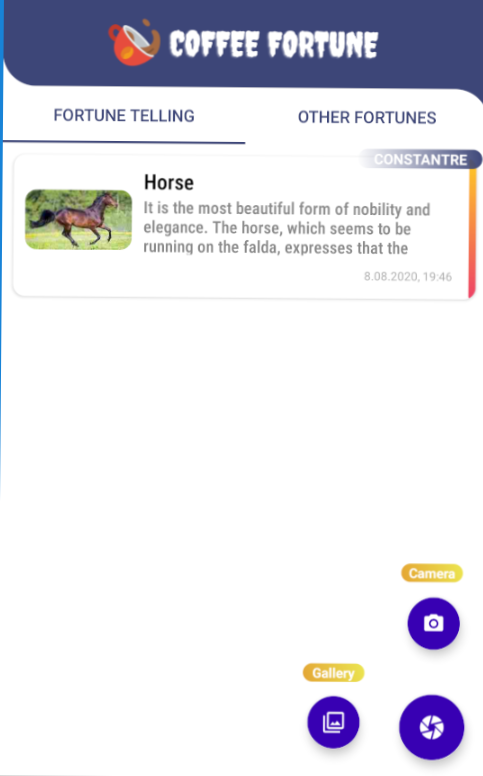 COFFEE FORTUNE
FORTUNE TELLING
OTHER FORTUNES
CONSTANTRE
Horse
It is the most beautiful form of nobility and
elegance. The horse, which seems to be
running on the falda, expresses that the
8.08.2020, 19:46
Camera
Gallery